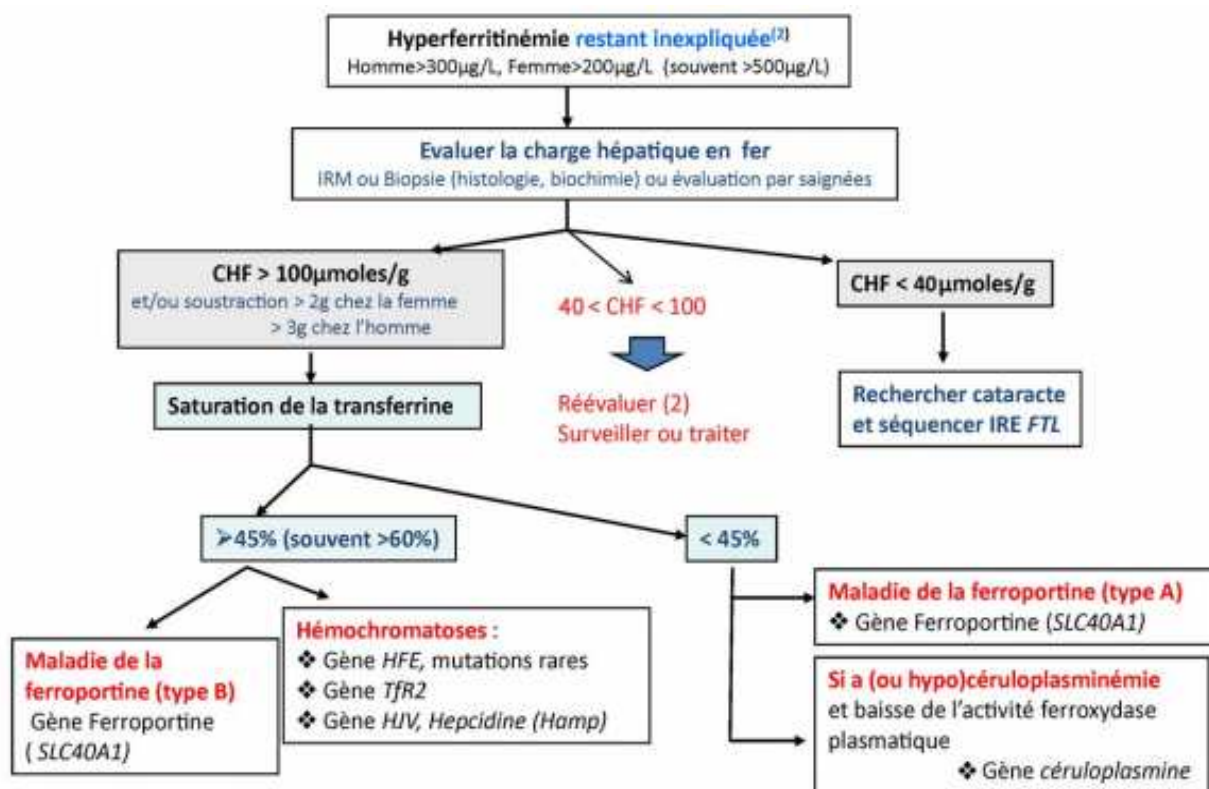 Hyperferritinémie restant inexpliquée(2)
Homme>300µg/L, Femme>200µg/L (souvent >500µg/L)
Evaluer la charge hépatique en fer
IRM ou Biopsie (histologie, biochimie) ou évaluation par saignées
CHF > 100µmoles/g
et/ou soustraction > 2g chez la femme
> 3g chez l'homme
40 < CHF < 100
CHF < 40µmoles/g
Réévaluer (2)
Surveiller ou traiter
Rechercher cataracte
et séquencer IRE FTL
Saturation de la transferrine
➢45% (souvent >60%)
< 45%
Maladie de la
ferroportine (type B)
Gène Ferroportine
( SLC40A1)
Hémochromatoses :
❖ Gène HFE, mutations rares
❖ Gène TfR2
❖ Gène HJV, Hepcidine (Hamp)
Maladie de la ferroportine (type A)
❖ Gène Ferroportine (SLC40A1)
Si a (ou hypo)céruloplasminémie
et baisse de l'activité ferroxydase
plasmatique
❖ Gène céruloplasmine